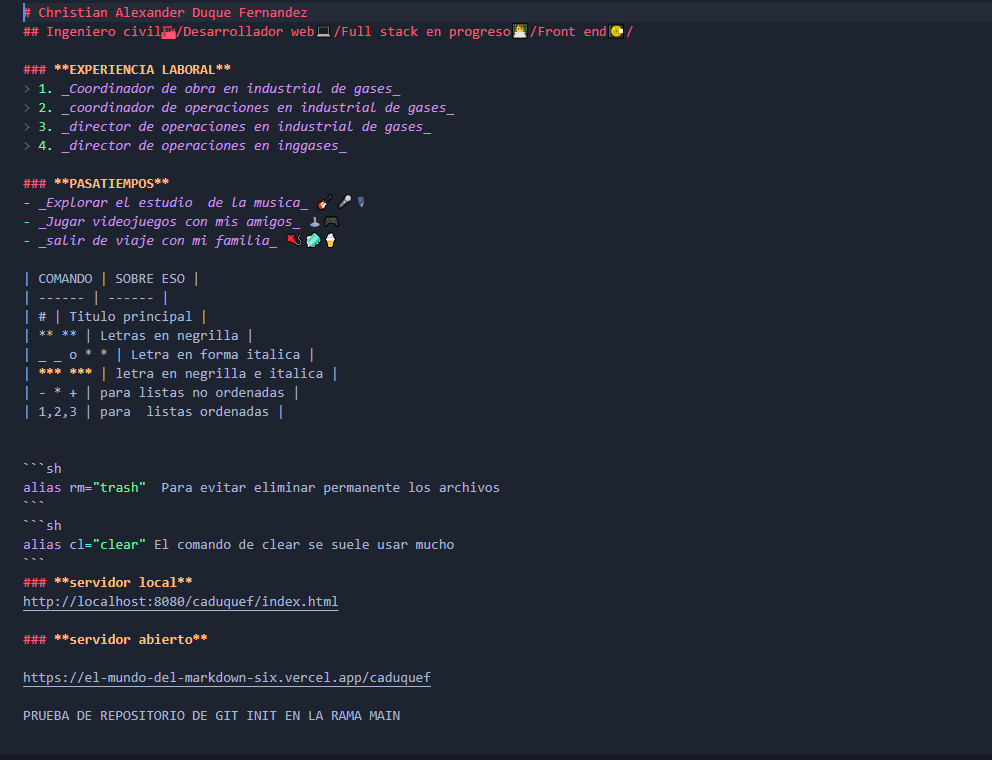 # Christian Alexander Duque Fernandez
## Ingeniero civil🏭/Desarrollador web💻/Full stack en progreso👨‍💻/Front end🌝/
### **EXPERIENCIA LABORAL**
> 1. _Coordinador de obra en industrial de gases_
> 2. _coordinador de operaciones en industrial de gases_
> 3. _director de operaciones en industrial de gases_
> 4. _director de operaciones en inggases_
### **PASATIEMPOS**
- _Explorar el estudio  de la musica_ 🎸🎤🎙
- _Jugar videojuegos con mis amigos_ 🕹🎮
- _salir de viaje con mi familia_ 👠🧼🍦
| COMANDO | SOBRE ESO |
| ------ | ------ |
| # | Titulo principal |
| ** ** | Letras en negrilla |
| _ _ o * * | Letra en forma italica |
| *** *** | letra en negrilla e italica |
| - * + | para listas no ordenadas |
| 1,2,3 | para  listas ordenadas |
```sh
alias rm="trash"  Para evitar eliminar permanente los archivos
```
```sh
alias cl="clear" El comando de clear se suele usar mucho
```
### **servidor local**
http://localhost:8080/caduquef/index.html
### **servidor abierto**
https://el-mundo-del-markdown-six.vercel.app/caduquef
PRUEBA DE REPOSITORIO DE GIT INIT EN LA RAMA MAIN